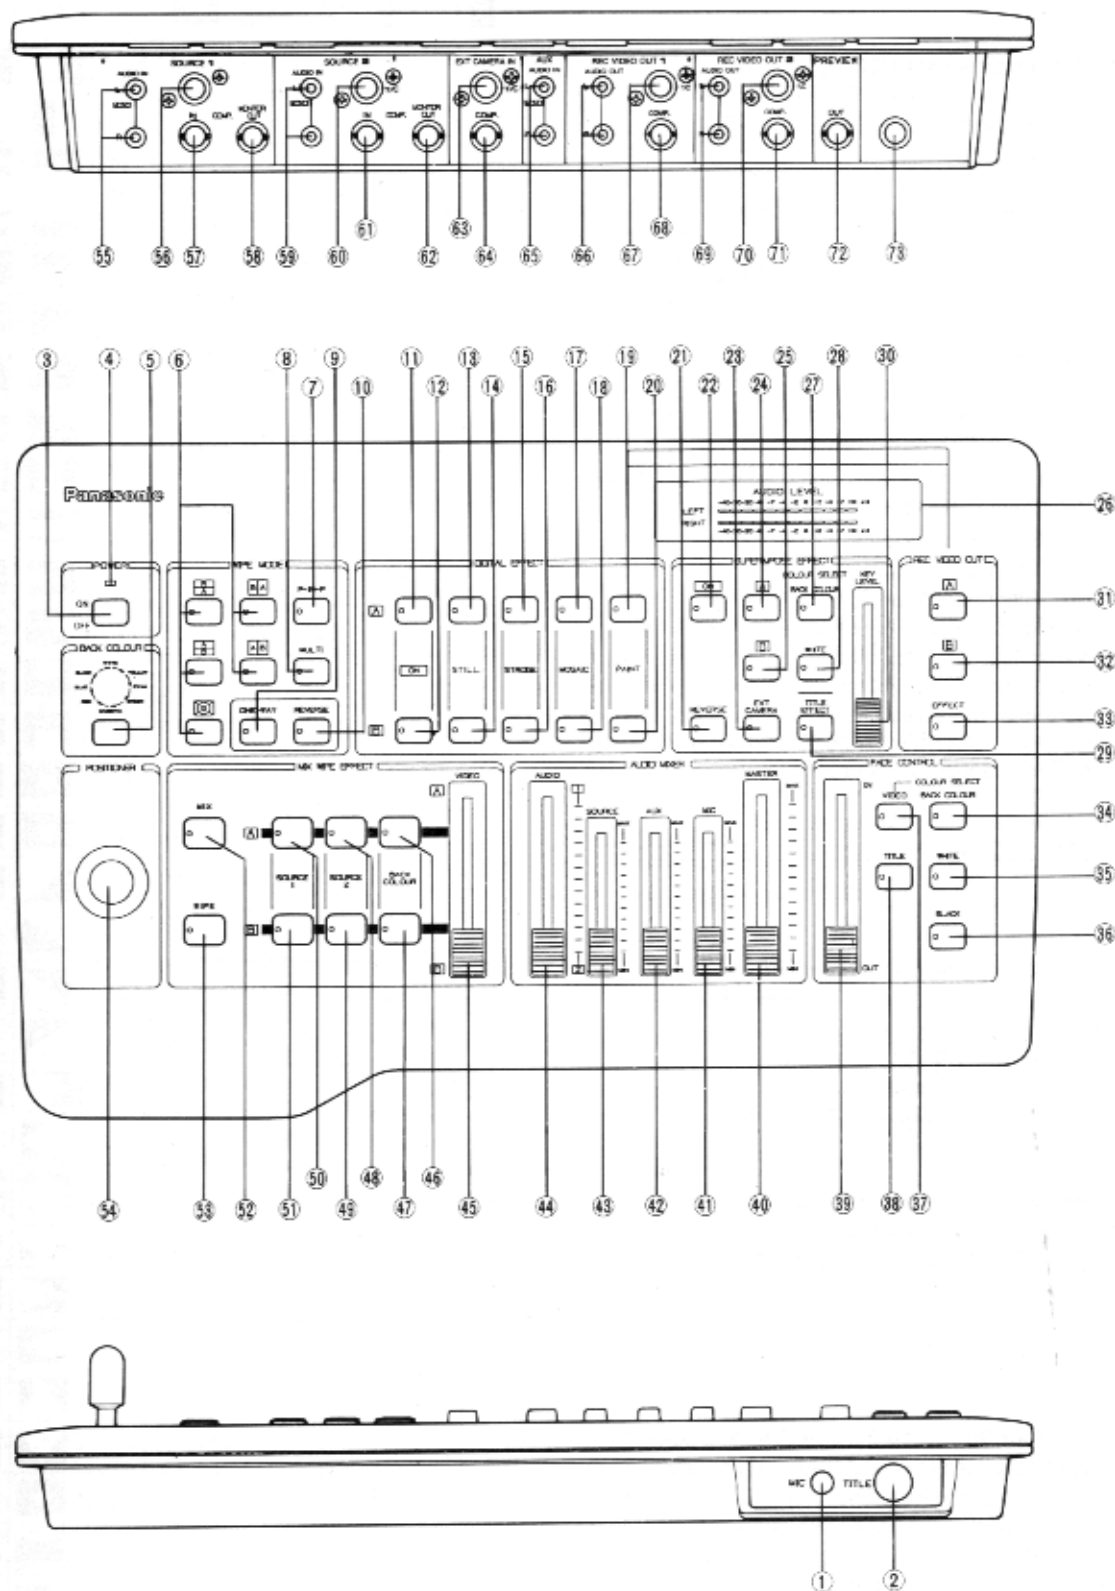 SOURCE 1
SOURCE 2
EXT CAMERA IN
AUX
REC VIDEO OUT 1
REC VIDEO OUT 2
PREVIEW
AUDIO IN
AUDIO IN
AUDIO IN
AUDIO OUT
AUDIO OUT
IN
COMP.
MONITOR OUT
IN
COMP.
MONITOR OUT
COMP.
COMP.
COMP.
OUT
55 56 57 58 59 60 61 62 63 64 65 66 67 68 69 70 71 72 73
3 4 5 6 8 7 9 10 11 12 13 14 15 16 17 18 19 20 21 22 23 24 25 27 28 30
Panasonic
AUDIO LEVEL
LEFT
RIGHT
26
POWER
ON
OFF
WIPE MODE
B A
A B
P-IN-P
MULTI
ONE-WAY
REVERSE
BACK COLOUR
DIGITAL EFFECT
A
ON
STILL
STROBE
MOSAIC
PAINT
B
SUPERIMPOSE EFFECT
ON
A
COLOUR SELECT
BACK COLOUR
KEY LEVEL
WHITE
REVERSE
EXT CAMERA
TITLE EFFECT
REC VIDEO OUT
A
31
B
32
EFFECT
33
29
POSITIONER
MIX WIPE EFFECT
MIX
WIPE
A
SOURCE 1
SOURCE 2
BACK COLOUR
B
VIDEO
A
AUDIO MIXER
AUDIO
1
2
SOURCE
AUX
MIC
MASTER
FADE CONTROL
IN
OUT
COLOUR SELECT
VIDEO
BACK COLOUR
34
TITLE
WHITE
35
BLACK
36
54 53 52 51 50 49 48 47 46 45 44 43 42 41 40 39 38 37
MIC
TITLE
1 2